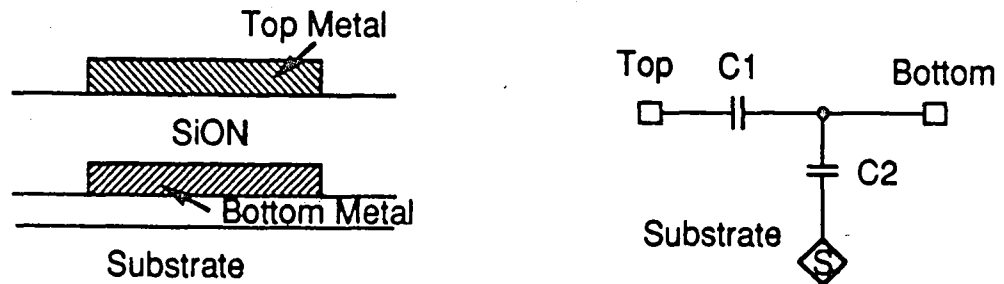 Top Metal
SiON
Bottom Metal
Substrate
Top C1 Bottom
C2
Substrate
S